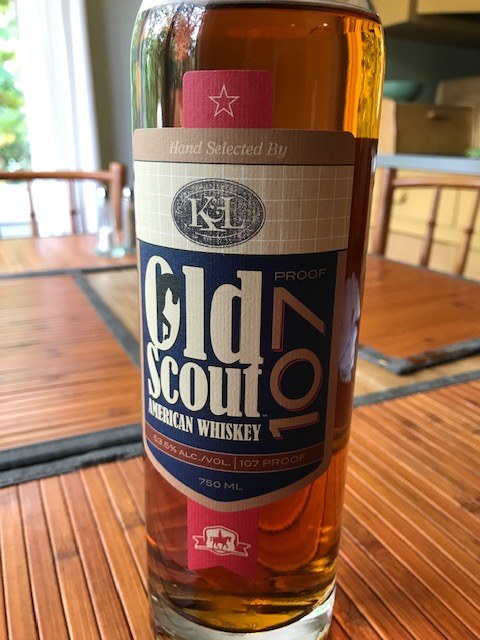 Hand Selected By
K&L
Old
Scout
AMERICAN WHISKEY
PROOF
107
53.5% ALC./VOL. | 107 PROOF
750 ML